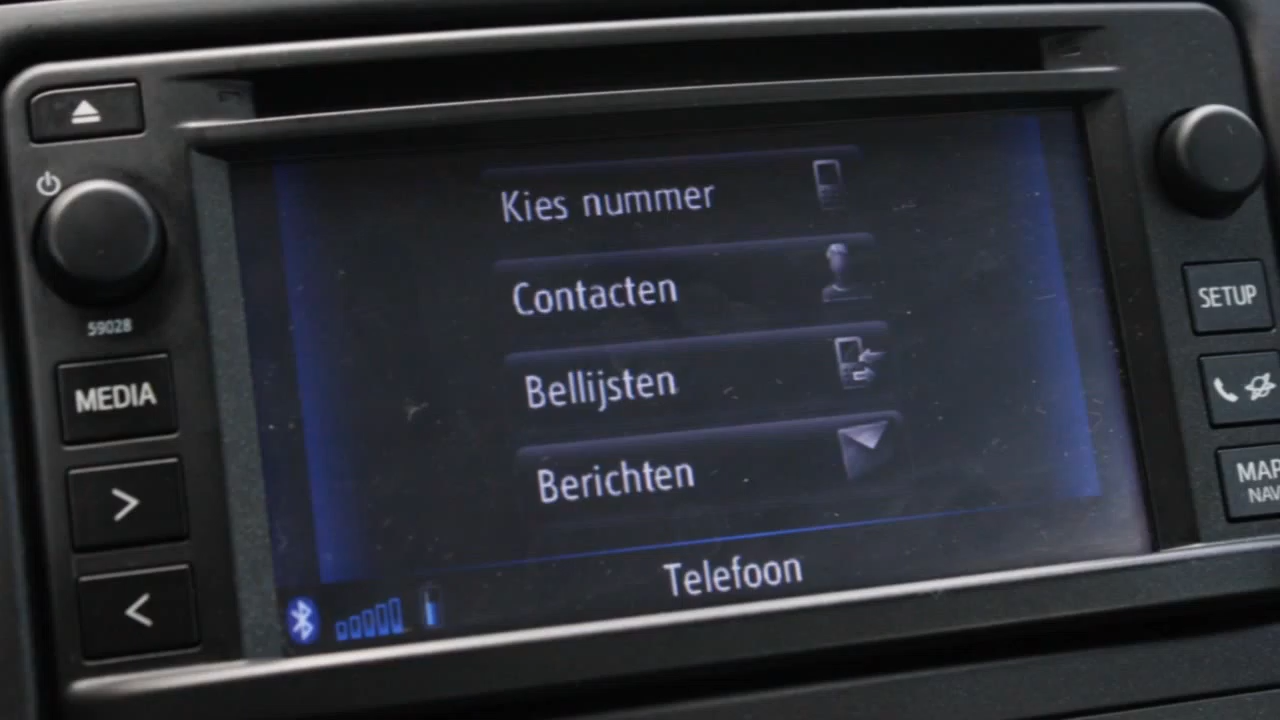 Kies nummer
Contacten
Bellijsten
Berichten
Telefoon
59028
MEDIA
SETUP
MAP
NAV